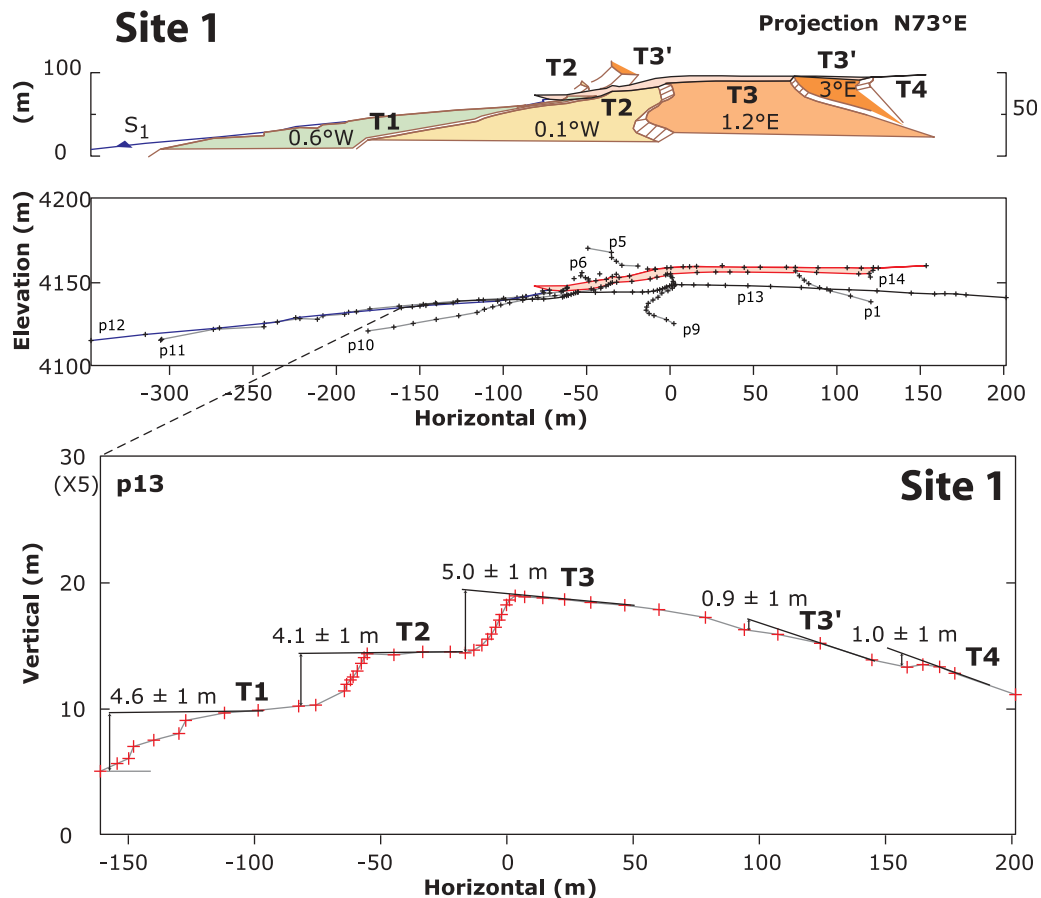 Site 1
Projection N73°E
T2
T3'
T3'
100
(m)
0
S1
T1
0.6°W
T2
0.1°W
T3
1.2°E
3°E
T4
50
4200
Elevation (m)
4150
4100
p5
p6
p12
p11
p10
p9
p13
p14
p1
-300
-250
-200
-150
-100
-50
0
50
100
150
200
Horizontal (m)
30
(X5)
p13
Site 1
Vertical (m)
20
10
0
5.0 ± 1 m
T3
0.9 ± 1 m
T3'
4.1 ± 1 m
T2
1.0 ± 1 m
T4
4.6 ± 1 m
T1
-150
-100
-50
0
50
100
150
200
Horizontal (m)